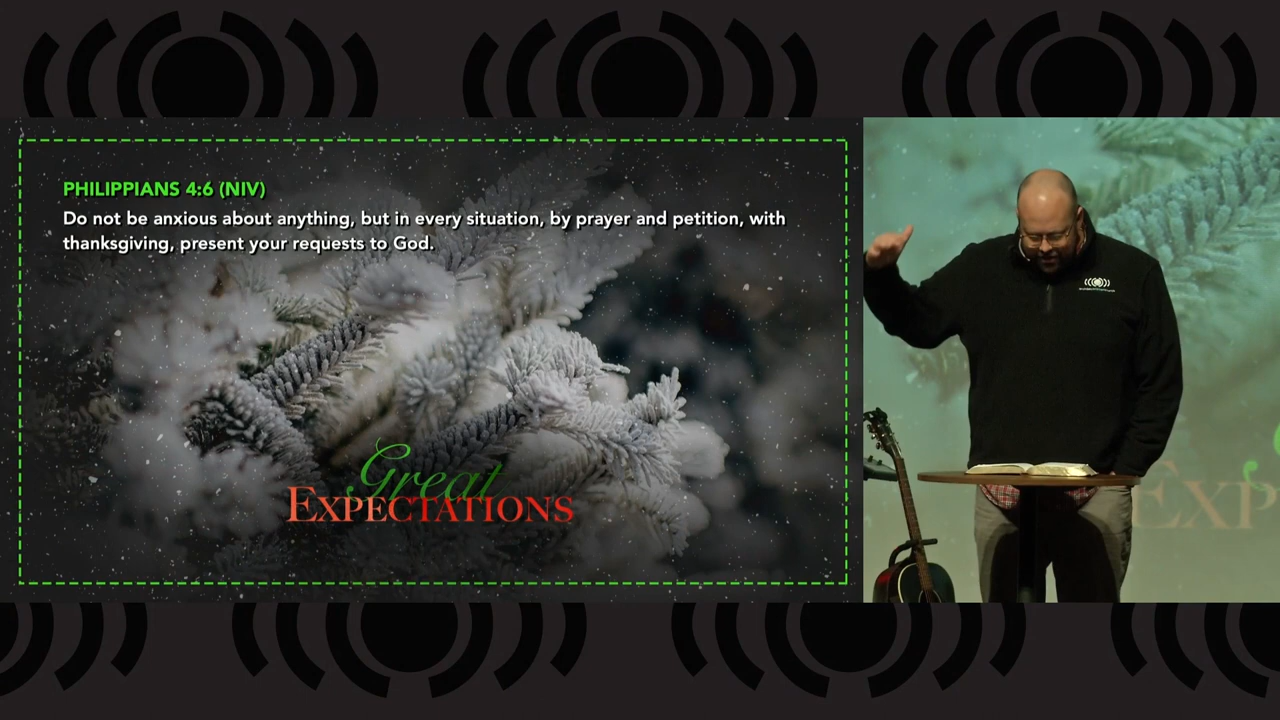 PHILIPPIANS 4:6 (NIV)
Do not be anxious about anything, but in every situation, by prayer and petition, with
thanksgiving, present your requests to God.
Great
EXPECTATIONS
EXP